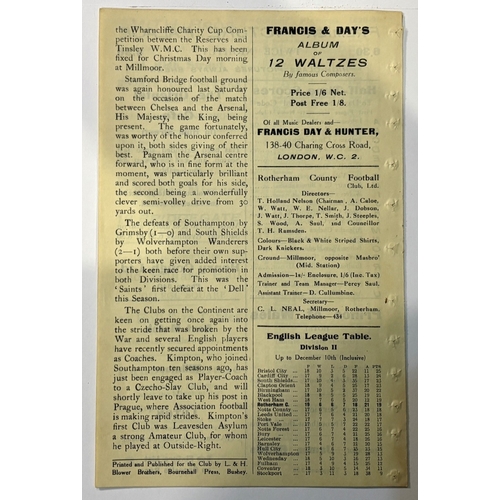 the Wharncliffe Charity Cup Com-
petition between the Reserves and
Tinsley W.M.C. This has been
fixed for Christmas Day morning
at Millmoor.
Stamford Bridge football ground
was again honoured last Saturday
on the occasion of the match
between Chelsea and the Arsenal,
His Majesty, the King, being
present. The game fortunately,
was worthy of the honour conferred
upon it, both sides giving of their
best. Pagnam the Arsenal centre
forward, who is in fine form at the
moment, was particularly brilliant
and scored both goals for his side,
the second being a wonderfully
clever semi-volley drive from 30
yards out.
The defeats of Southampton by
Grimsby (1—0) and South Shields
by Wolverhampton Wanderers
(2—1) both before their own sup-
porters have given added interest
to the keen race for promotion in
both Divisions. This was the
'Saints' first defeat at the 'Dell'
this Season.
The Clubs on the Continent are
keen on getting once again into
the stride that was broken by the
War and several English players
have recently secured appointments
as Coaches. Kimpton, who joined
Southampton ten seasons ago, has
just been engaged as Player-Coach
to a Czecho-Slav Club, and will
shortly leave to take up his post in
Prague, where Association football
is making rapid strides. Kimpton's
first Club was Leavesden Asylum
a strong Amateur Club, for whom
he played at Outside-Right.
Printed and Published for the Club by L. & H.
Blower Brothers, Bournehall Press, Bushey.
FRANCIS & DAY'S
ALBUM
OF
12 WALTZES
By famous Composers.
Price 1/6 Net.
Post Free 1/8.
Of all Music Dealers and—
FRANCIS DAY & HUNTER,
138-40 Charing Cross Road,
LONDON, W.C. 2.
Rotherham County Football
Club, Ltd.
Directors—
T. Holland Nelson (Chairman, A. Caloe,
W. Watt, W. E. Nellar, J. Dobson,
J. Watt, J. Thorpe, T. Smith, J. Steeples,
S. Wood, A. Saul, and Councillor
T. H. Ramsden.
Colours—Black & White Striped Shirts,
Dark Knickers.
Ground—Millmoor, opposite Masbro'
(Mid. Station)
Admission—1s/- Enclosure, 1/6 (Inc. Tax)
Trainer and Team Manager—Percy Saul.
Assistant Trainer—D. Cullumbine.
Secretary—
C. L. NEAL, Millmoor, Rotherham.
Telephone—434
English League Table.
Division II
Up to December 10th (Inclusive)
P W L D F A Pts.
Bristol City
Cardiff City
South Shields
Clapton Orient
Birmingham
Blackpool
West Ham
Rotherham C.
Notts County
Leeds United
Stoke
Port Vale
Notts Forest
Bury
Leicester
Barnsley
Hull City
Wolverhampton
Wednesday
Fulham
Coventry
Stockport